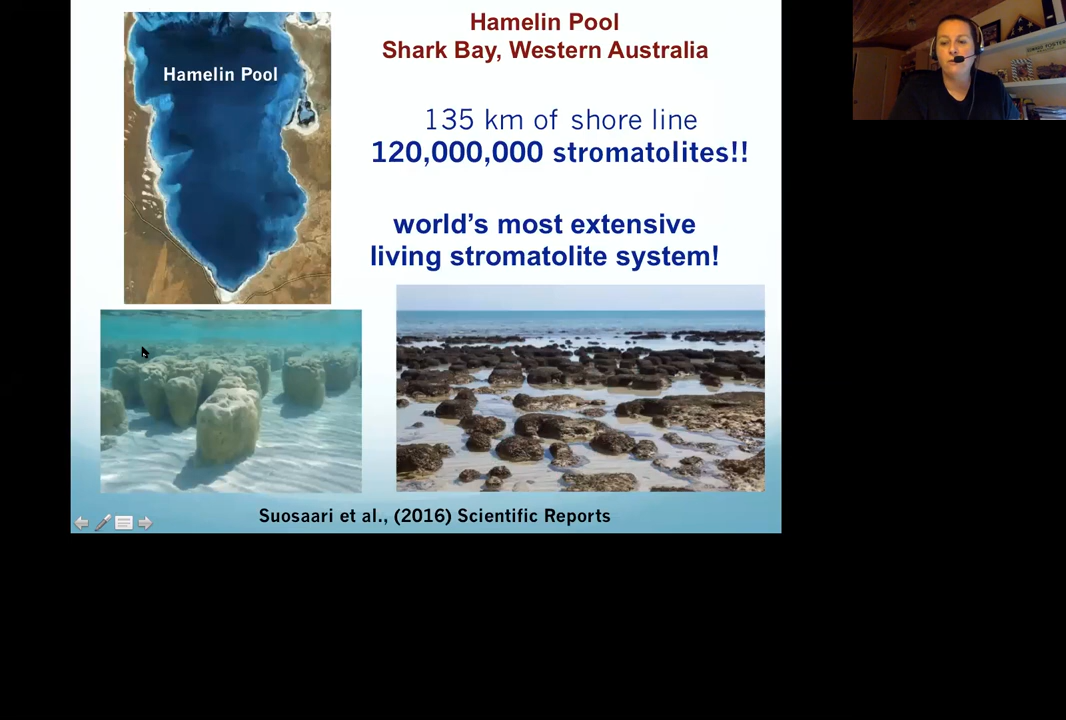 Hamelin Pool
Shark Bay, Western Australia
Hamelin Pool
135 km of shore line
120,000,000 stromatolites!!
world's most extensive
living stromatolite system!
Suosaari et al., (2016) Scientific Reports